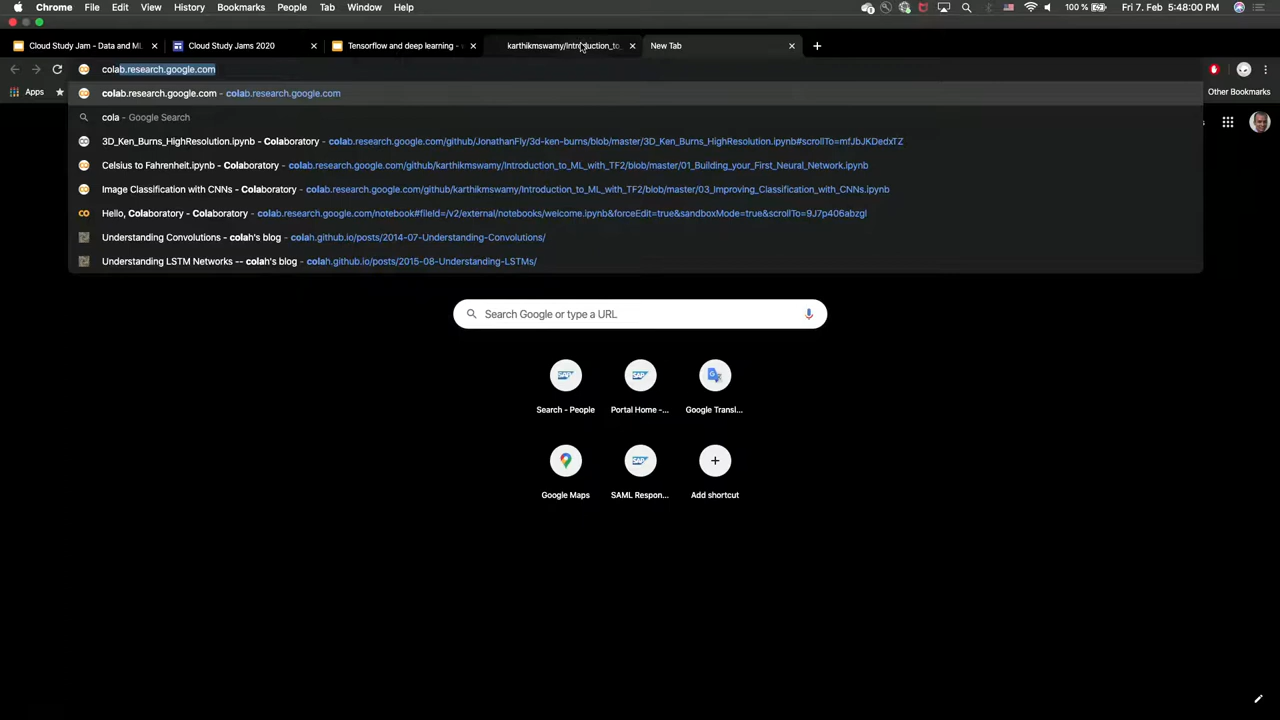 Chrome File Edit View History Bookmarks People Tab Window Help 100 % Fri 7. Feb 5:48:00 PM
Cloud Study Jam - Data and ML Cloud Study Jams 2020 Tensorflow and deep learning - karthikmswamy/Introduction_to_ New Tab
colab.research.google.com
Apps Other Bookmarks
colab.research.google.com - colab.research.google.com
cola - Google Search
3D_Ken_Burns_HighResolution.ipynb - Colaboratory - colab.research.google.com/github/JonathanFly/3d-ken-burns/blob/master/3D_Ken_Burns_HighResolution.ipynb#scrollTo=mfJbJKDedxTZ
Celsius to Fahrenheit.ipynb - Colaboratory - colab.research.google.com/github/karthikmswamy/Introduction_to_ML_with_TF2/blob/master/01_Building_your_First_Neural_Network.ipynb
Image Classification with CNNs - Colaboratory - colab.research.google.com/github/karthikmswamy/Introduction_to_ML_with_TF2/blob/master/03_Improving_Classification_with_CNNs.ipynb
Hello, Colaboratory - Colaboratory - colab.research.google.com/notebook#fileId=/v2/external/notebooks/welcome.ipynb&forceEdit=true&sandboxMode=true&scrollTo=9J7p406abzgl
Understanding Convolutions - colah's blog - colah.github.io/posts/2014-07-Understanding-Convolutions/
Understanding LSTM Networks -- colah's blog - colah.github.io/posts/2015-08-Understanding-LSTMs/
Search Google or type a URL
Search - People Portal Home -... Google Transl...
Google Maps SAML Respon... Add shortcut